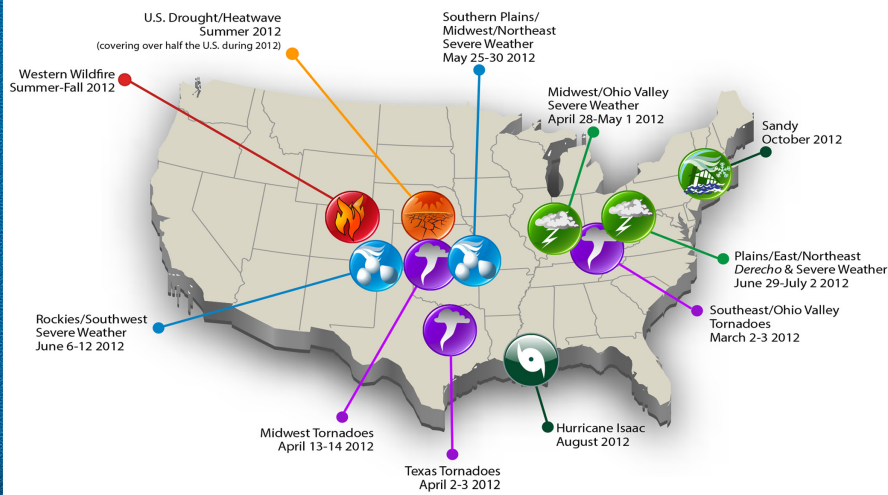 U.S. Drought/Heatwave
Summer 2012
(covering over half the U.S. during 2012)
Southern Plains/
Midwest/Northeast
Severe Weather
May 25-30 2012
Western Wildfire
Summer-Fall 2012
Midwest/Ohio Valley
Severe Weather
April 28-May 1 2012
Sandy
October 2012
Plains/East/Northeast
Derecho & Severe Weather
June 29-July 2 2012
Southeast/Ohio Valley
Tornadoes
March 2-3 2012
Rockies/Southwest
Severe Weather
June 6-12 2012
Midwest Tornadoes
April 13-14 2012
Hurricane Isaac
August 2012
Texas Tornadoes
April 2-3 2012